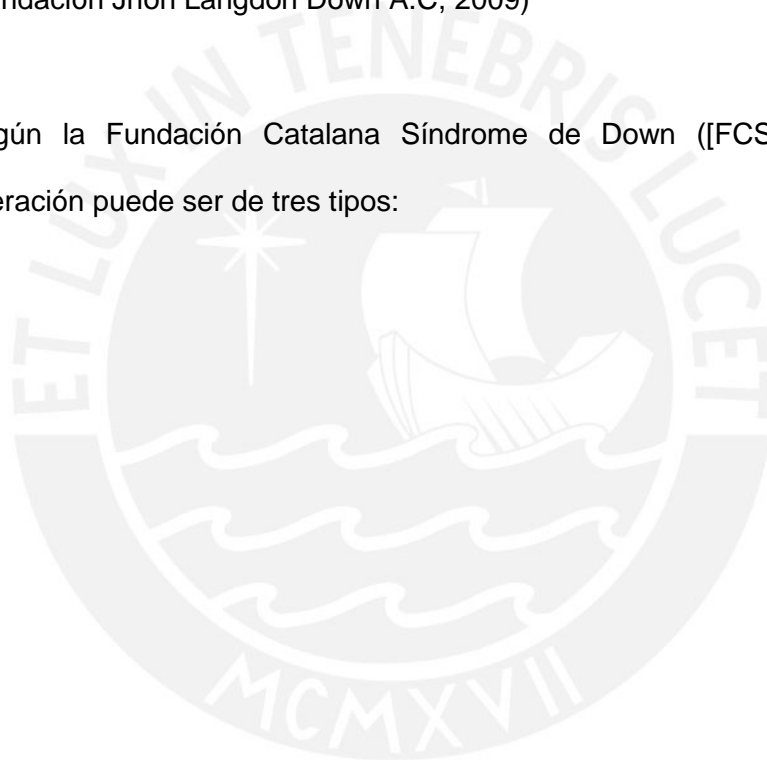 ndación Jhon Langdon Down A.C, 2009)
gún la Fundación Catalana Síndrome de Down ([FCS
eración puede ser de tres tipos:
ET LUX IN TENEBRIS LUCET
MCMXVII